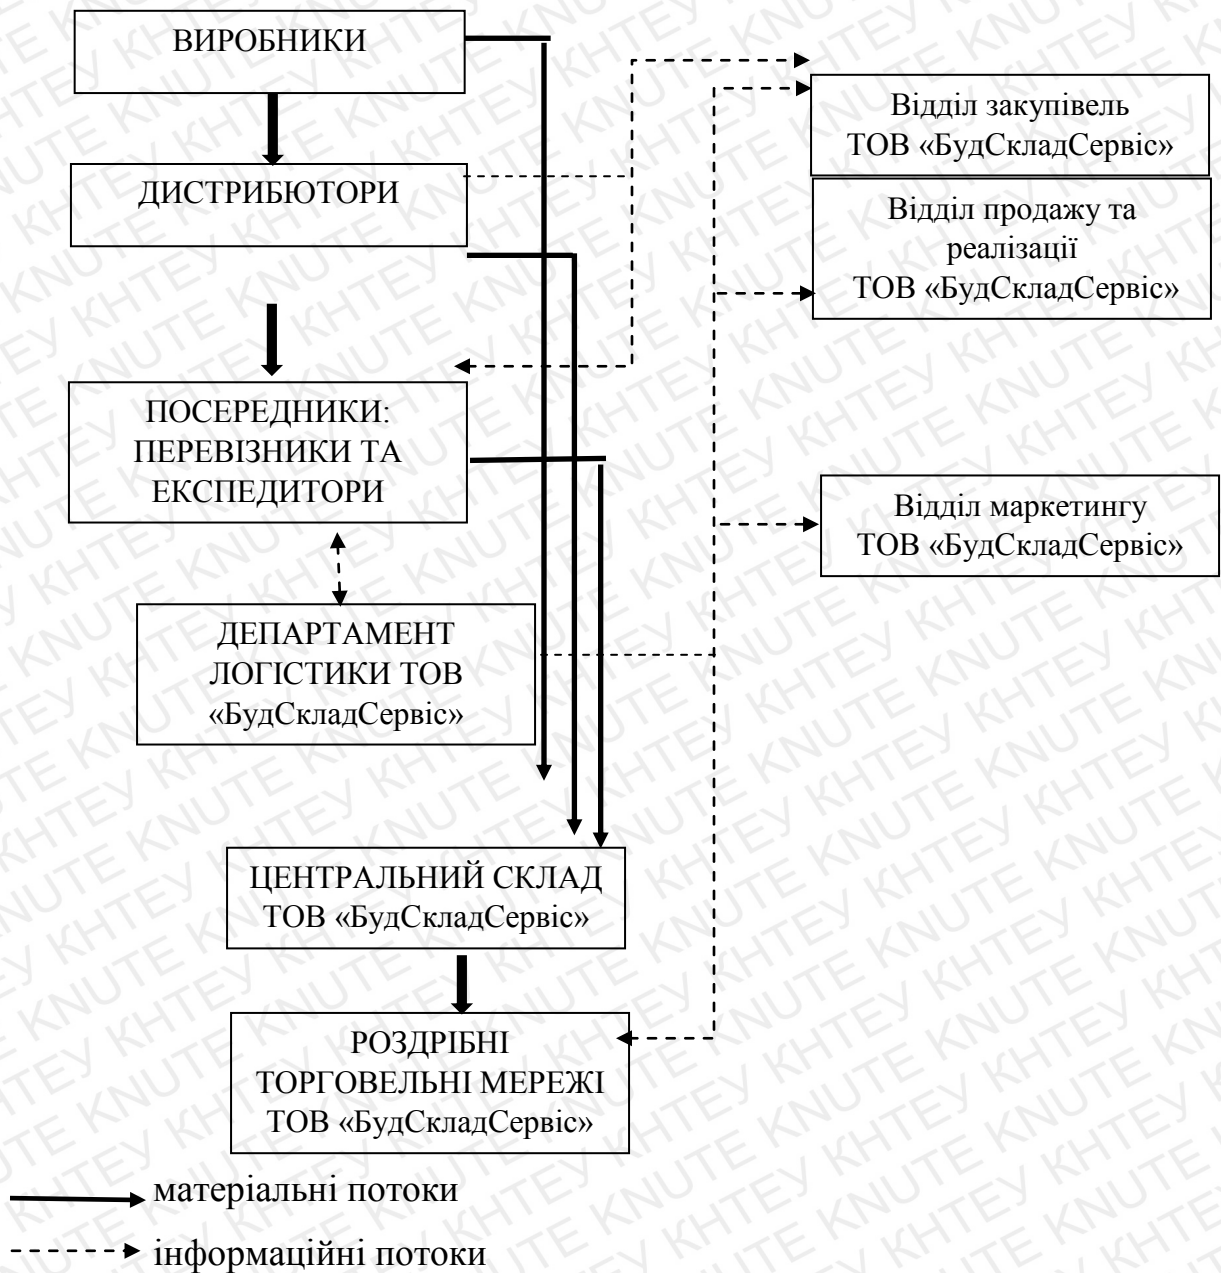 ВИРОБНИКИ
ДИСТРИБЮТОРИ
ПОСЕРЕДНИКИ:
ПЕРЕВІЗНИКИ ТА
ЕКСПЕДИТОРИ
ДЕПАРТАМЕНТ
ЛОГІСТИКИ ТОВ
«БудСкладСервіс»
ЦЕНТРАЛЬНИЙ СКЛАД
ТОВ «БудСкладСервіс»
РОЗДРІБНІ
ТОРГОВЕЛЬНІ МЕРЕЖІ
ТОВ «БудСкладСервіс»
Відділ закупівель
ТОВ «БудСкладСервіс»
Відділ продажу та
реалізації
ТОВ «БудСкладСервіс»
Відділ маркетингу
ТОВ «БудСкладСервіс»
матеріальні потоки
інформаційні потоки